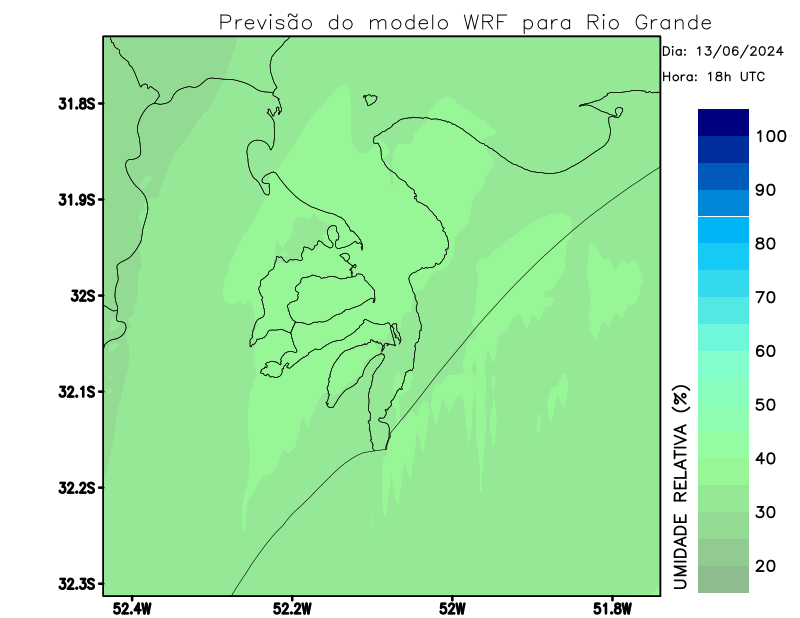 Previsão do modelo WRF para Rio Grande
Dia: 13/06/2024
Hora: 18h UTC
31.8S
31.9S
32S
32.1S
32.2S
32.3S
52.4W
52.2W
52W
51.8W
UMIDADE RELATIVA (%)
100
90
80
70
60
50
40
30
20